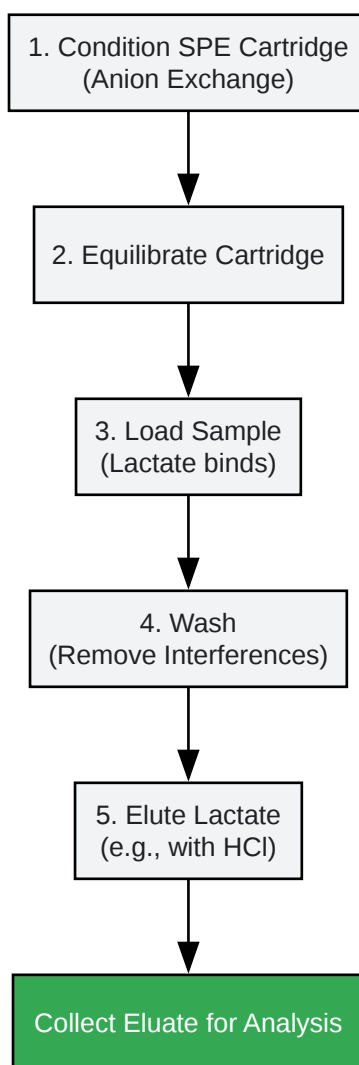 1. Condition SPE Cartridge
(Anion Exchange)
2. Equilibrate Cartridge
3. Load Sample
(Lactate binds)
4. Wash
(Remove Interferences)
5. Elute Lactate
(e.g., with HCl)
Collect Eluate for Analysis